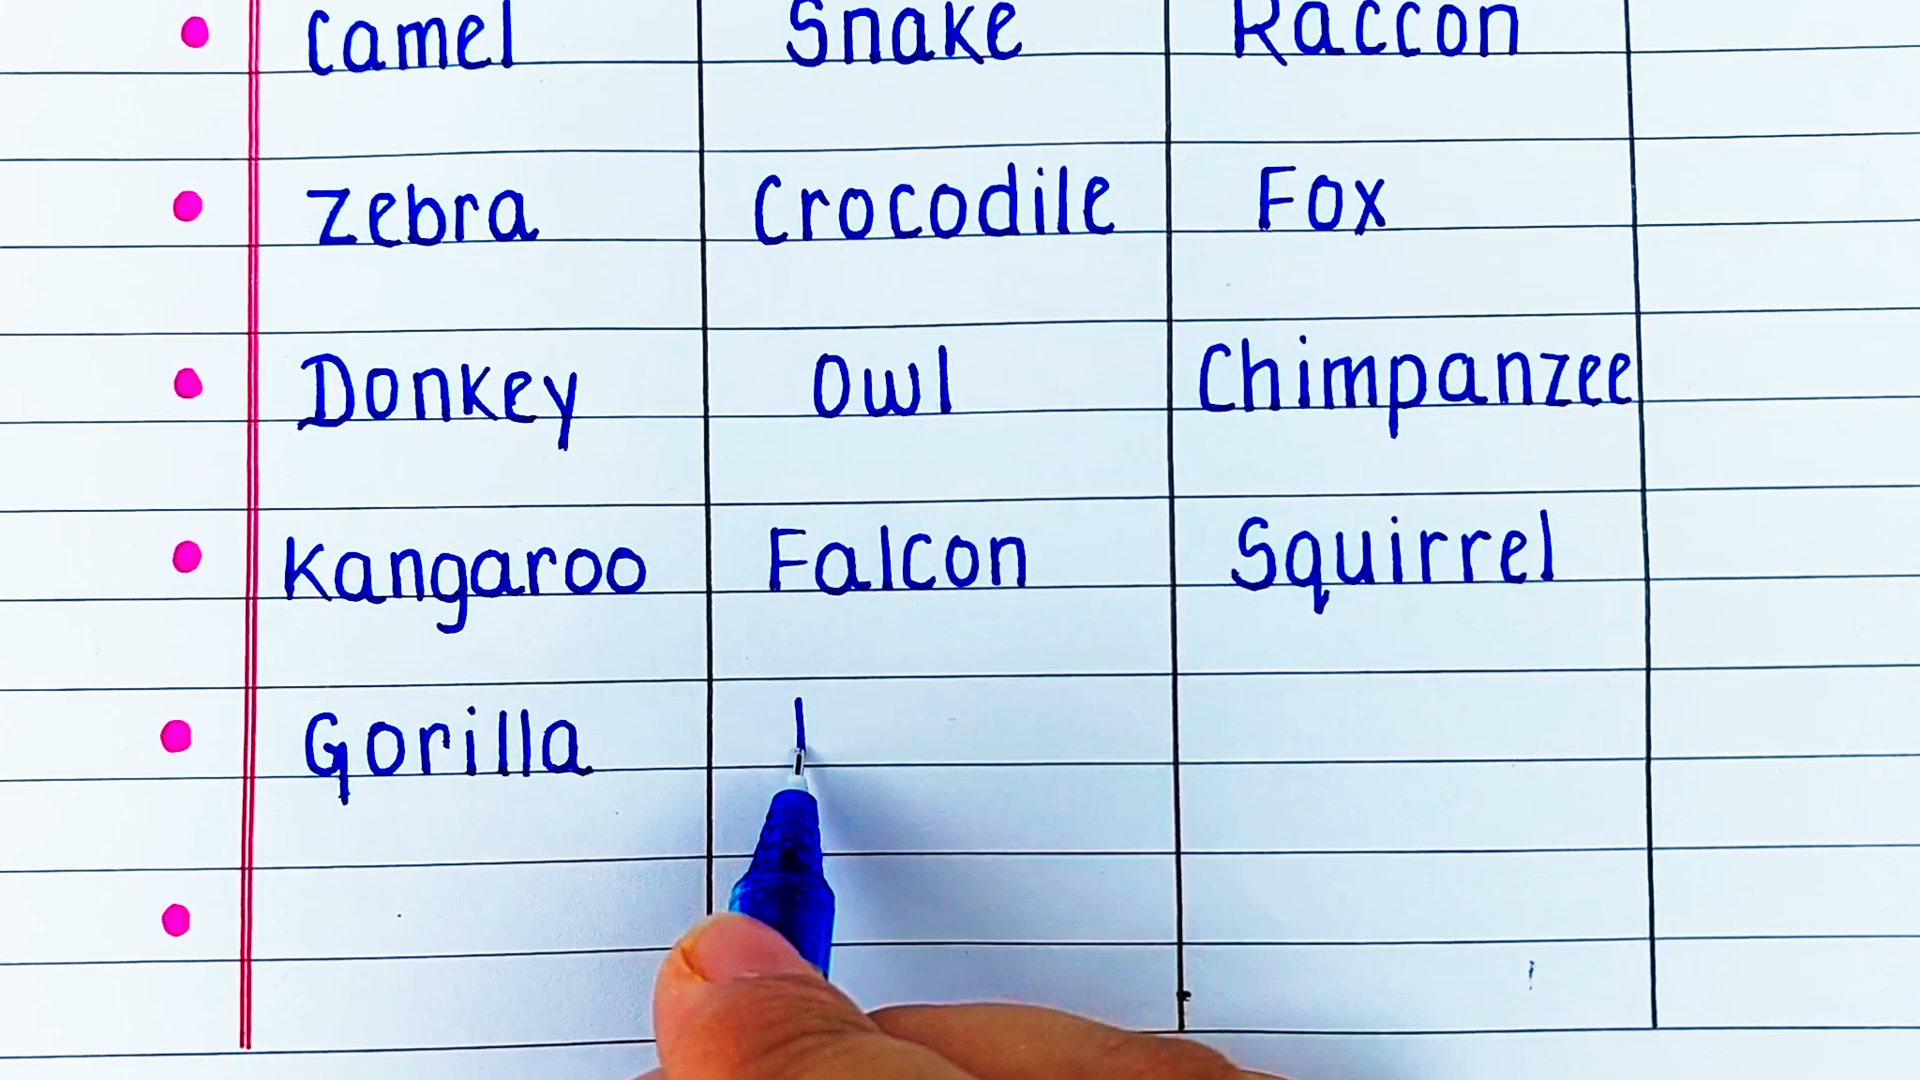 Camel Snake Raccon
Zebra Crocodile Fox
Donkey Owl Chimpanzee
Kangaroo Falcon Squirrel
Gorilla